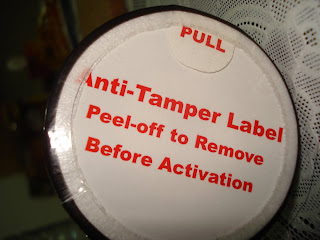 PULL
Anti-Tamper Label
Peel-off to Remove
Before Activation